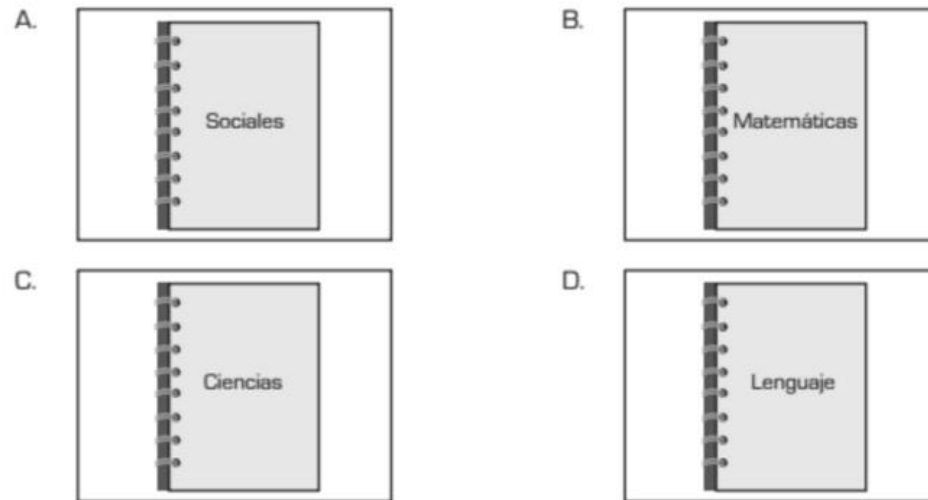 A.
Sociales
B.
Matemáticas
C.
Ciencias
D.
Lenguaje